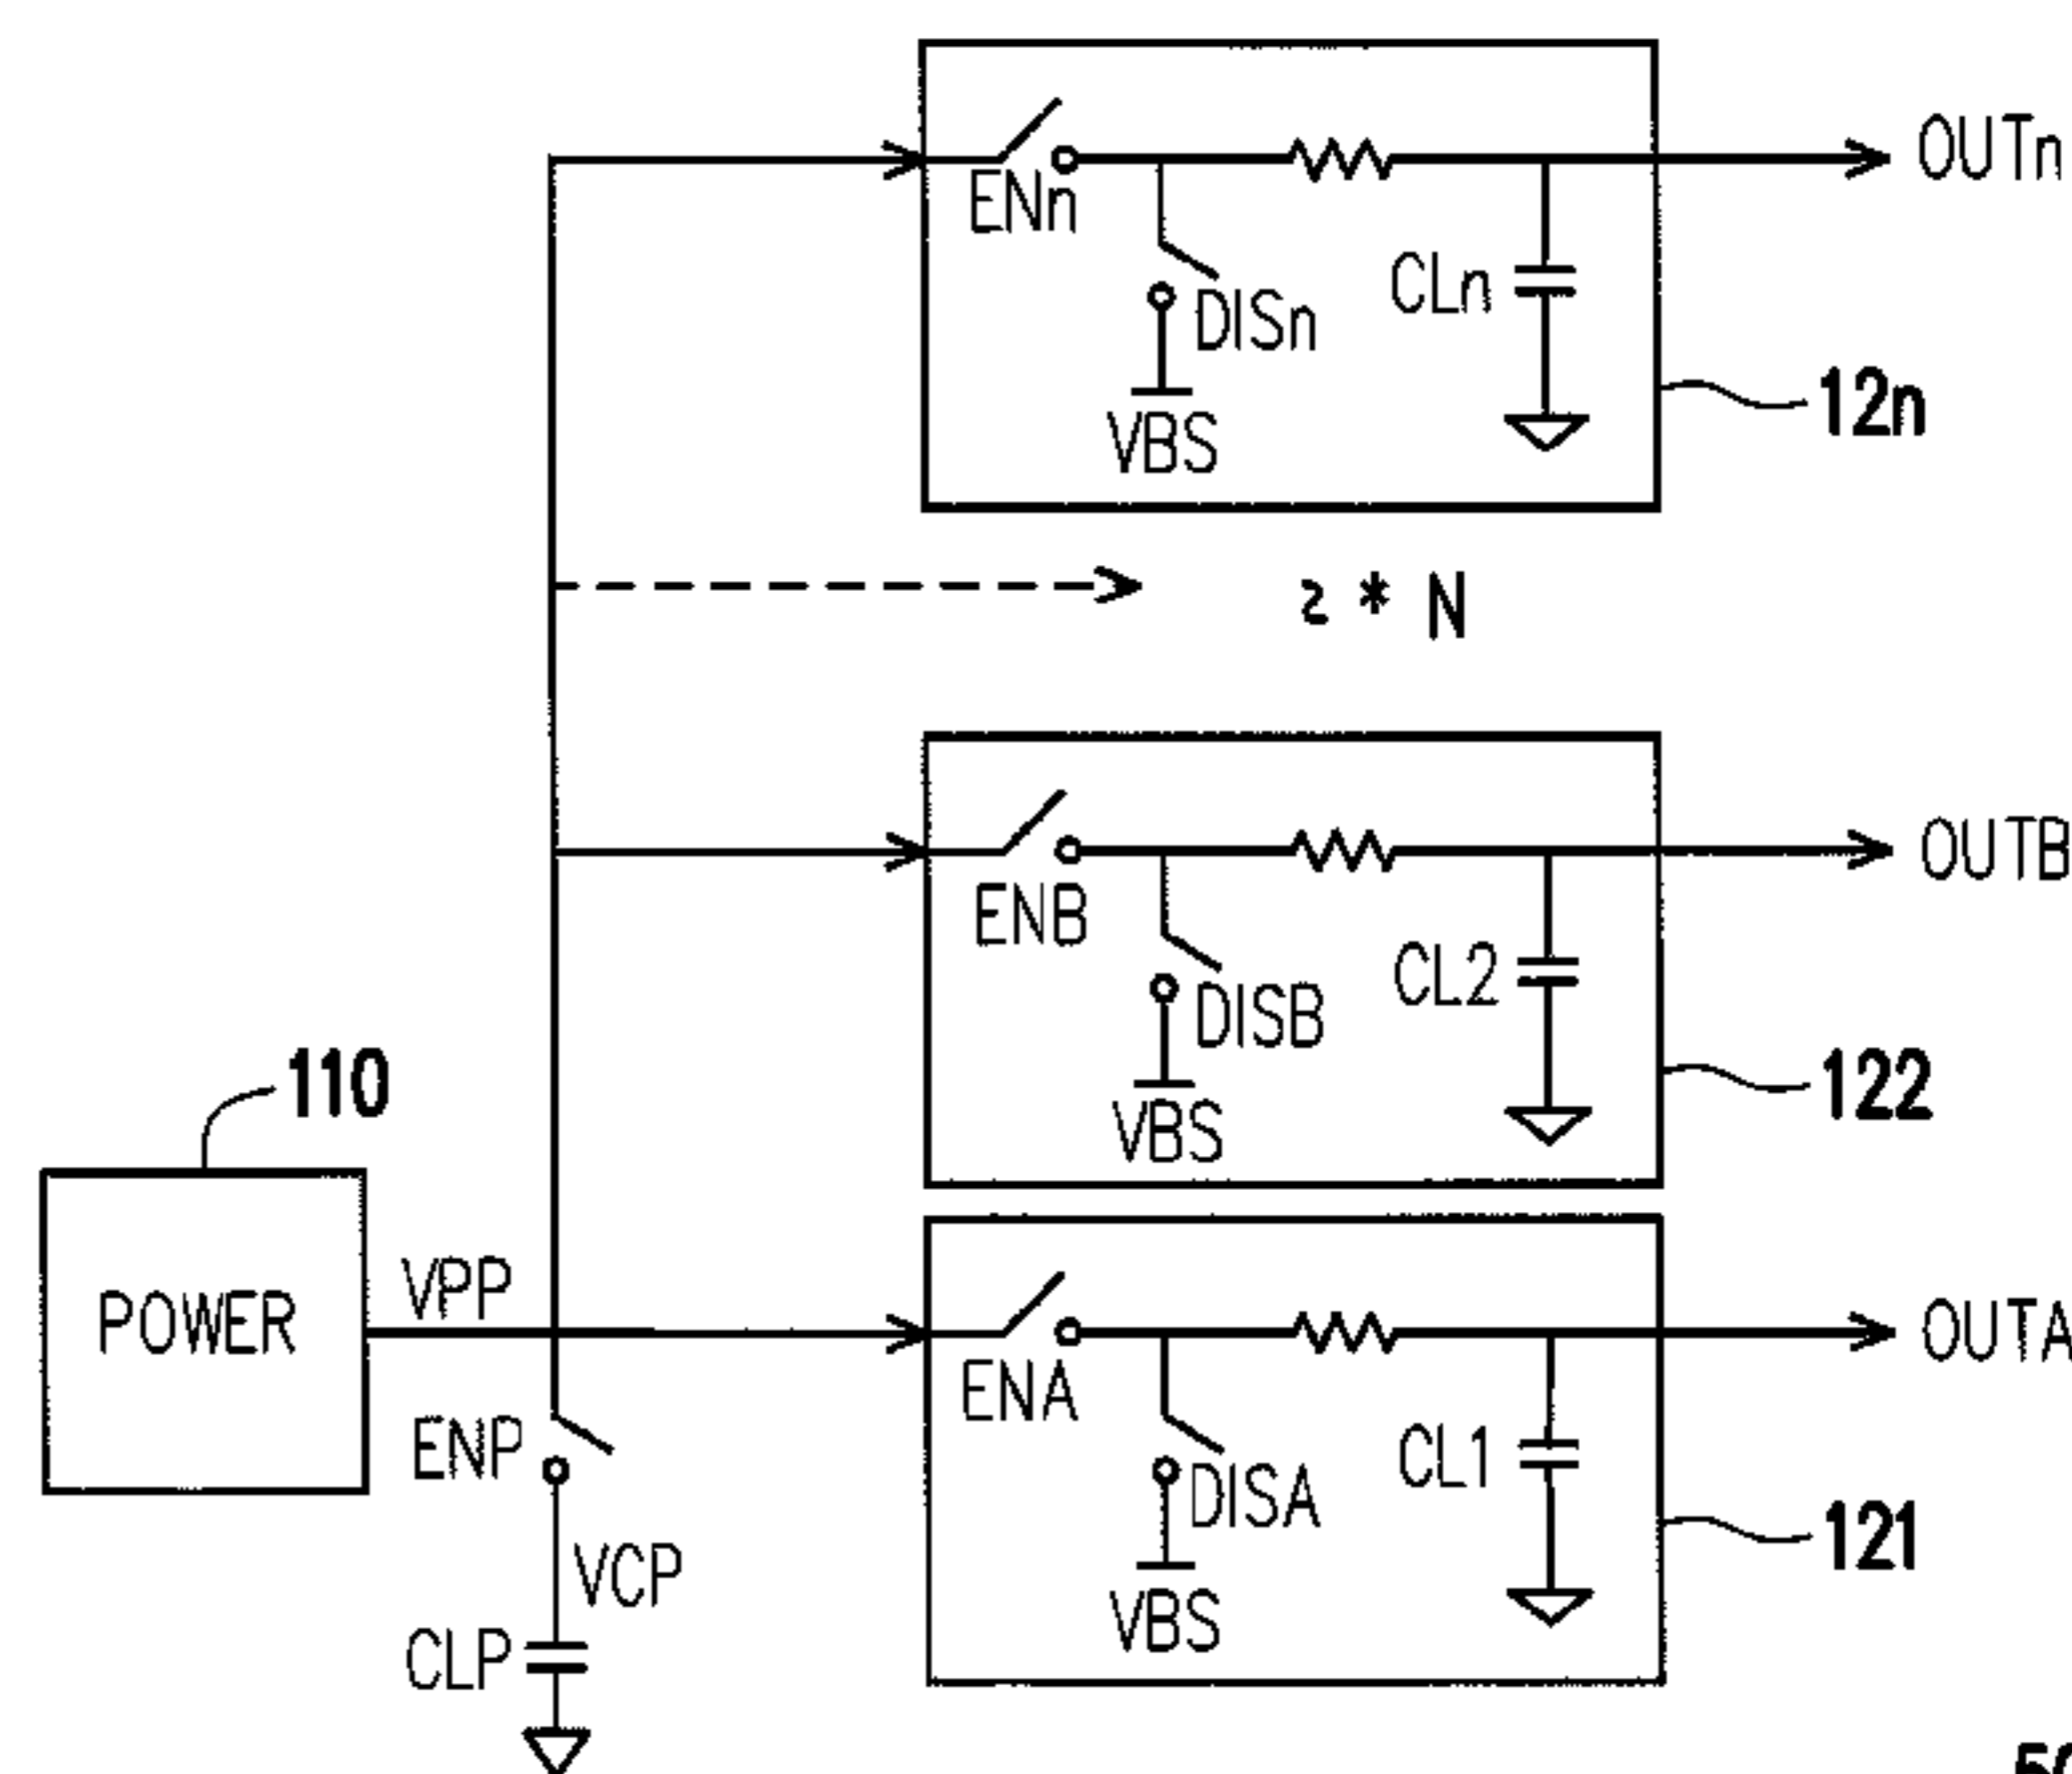 OUTn
ENn
CLn
DISn
VBS
12n
* N
OUTB
ENB
CL2
DISB
VBS
122
110
POWER
VPP
OUTA
ENA
ENP
CL1
DISA
121
VCP
VBS
CLP